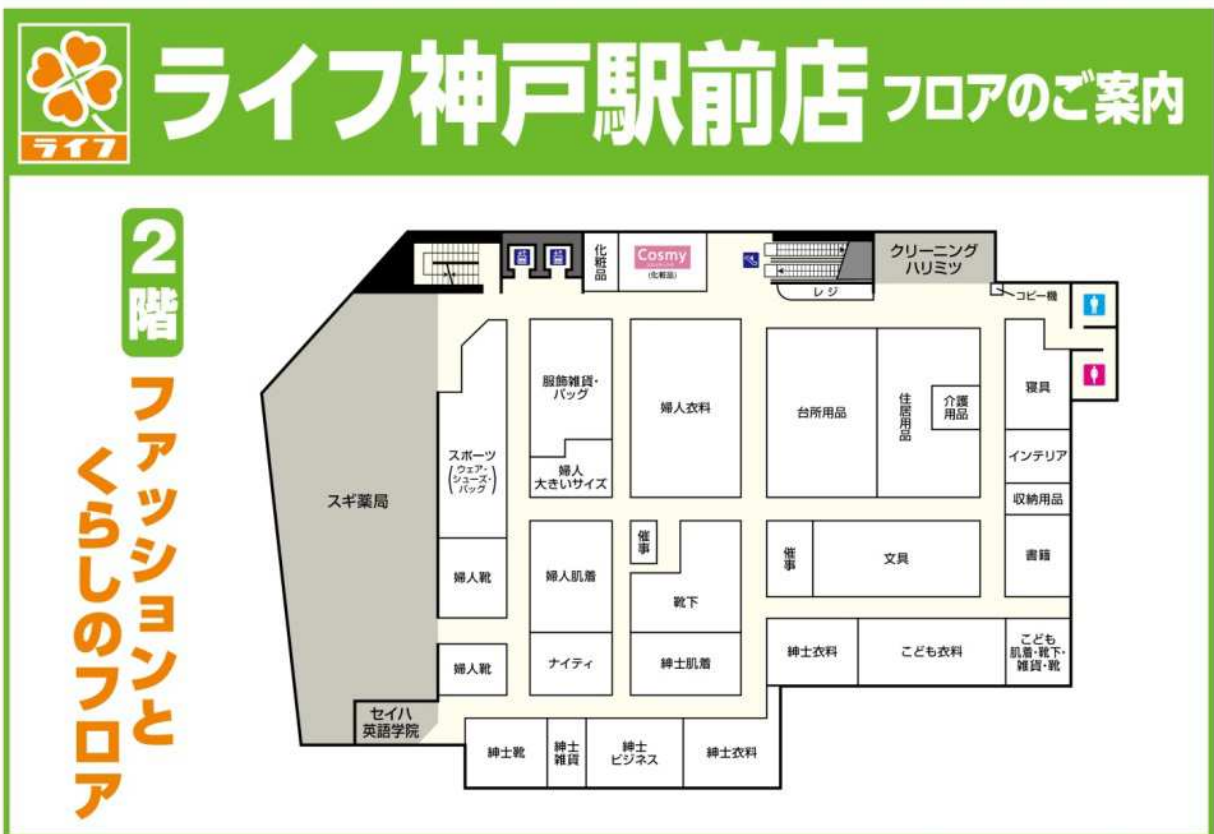 ライフ
ライフ神戸駅前店 フロアのご案内
2階
ファッションと
くらしのフロア
化粧品
Cosmy
(化粧品)
レジ
クリーニング
ハリミツ
コピー機
スギ薬局
スポーツ
(ウェア・
シューズ・
バッグ)
服飾雑貨・
バッグ
婦人
大きいサイズ
婦人衣料
台所用品
住居用品
介護
用品
寝具
インテリア
収納用品
書籍
婦人靴
婦人肌着
催事
靴下
催事
文具
婦人靴
ナイティ
紳士肌着
紳士衣料
こども衣料
こども
肌着・靴下・
雑貨・靴
セイハ
英語学院
紳士靴
紳士
雑貨
紳士
ビジネス
紳士衣料